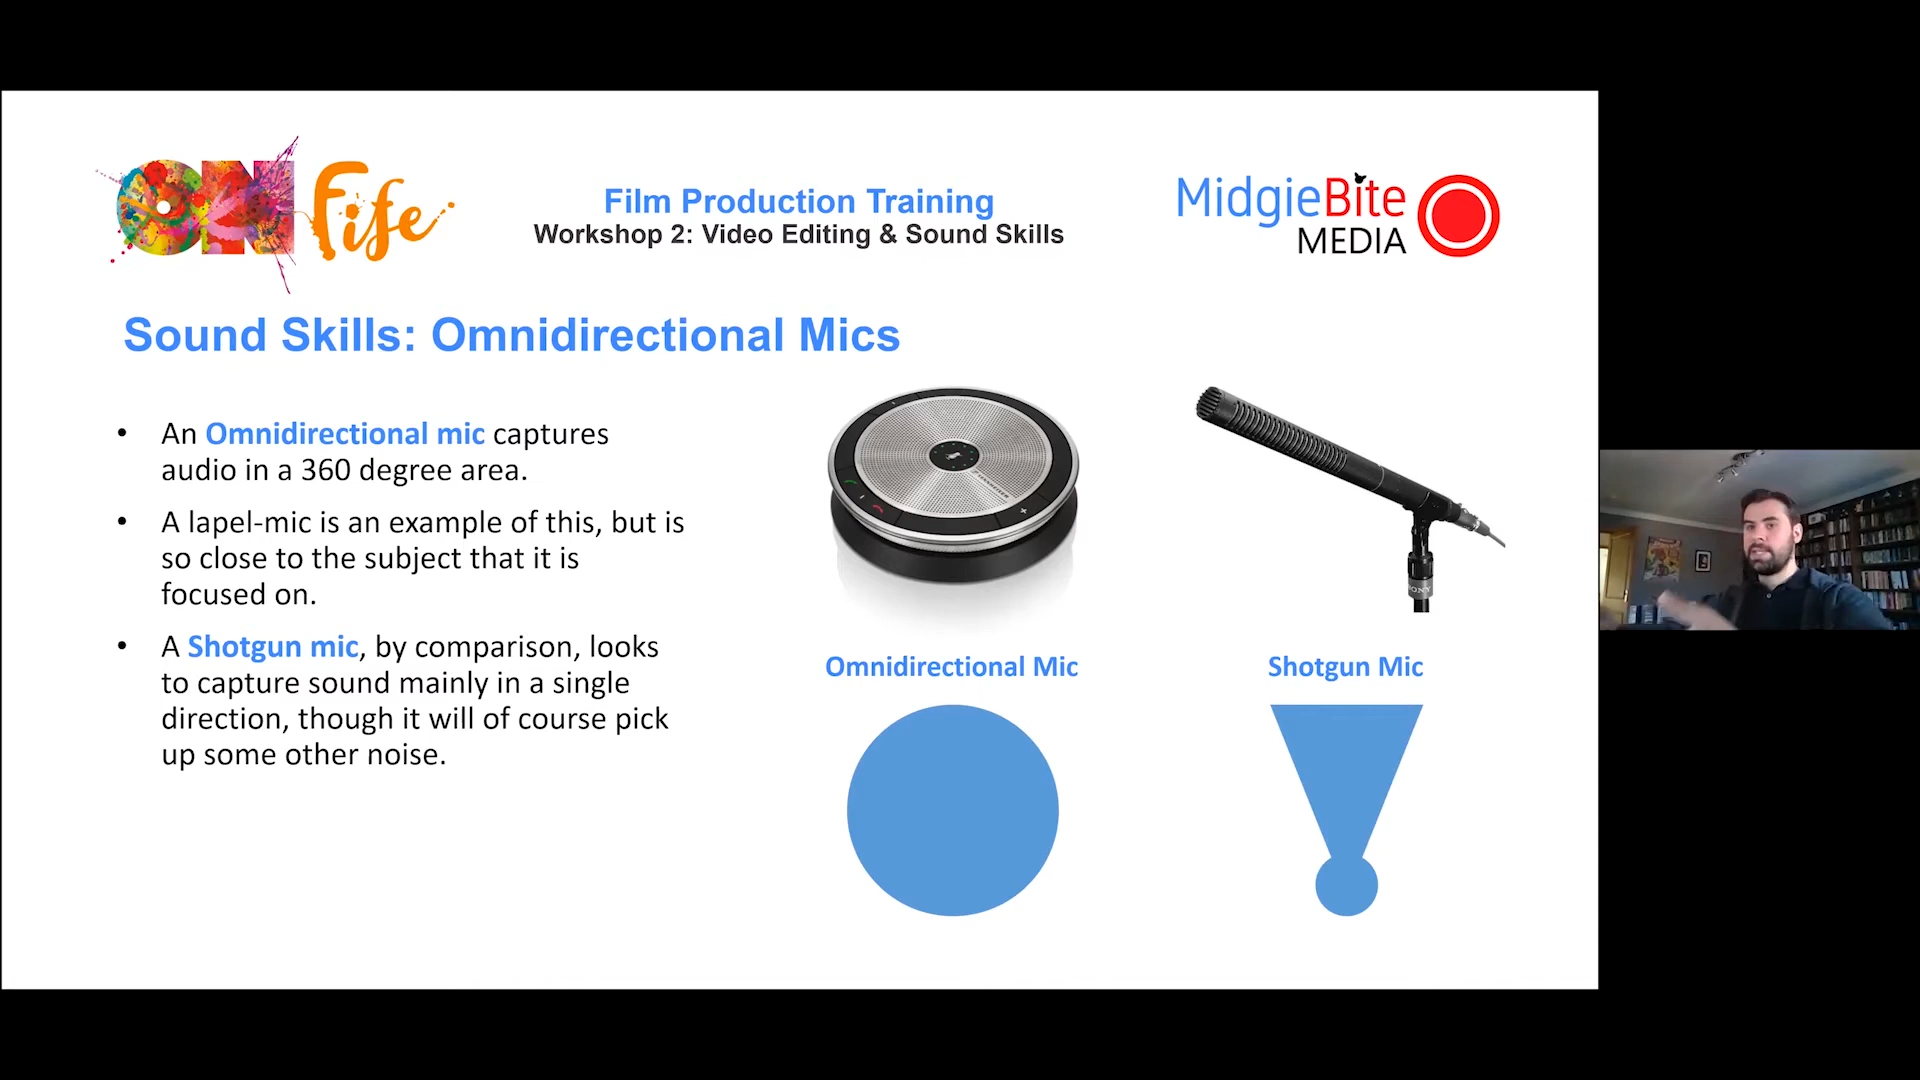 ON Fife
Film Production Training
Workshop 2: Video Editing & Sound Skills
MidgieBite
MEDIA
Sound Skills: Omnidirectional Mics
• An Omnidirectional mic captures
audio in a 360 degree area.
• A lapel-mic is an example of this, but is
so close to the subject that it is
focused on.
• A Shotgun mic, by comparison, looks
to capture sound mainly in a single
direction, though it will of course pick
up some other noise.
SENNHEISER
SONY
Omnidirectional Mic
Shotgun Mic